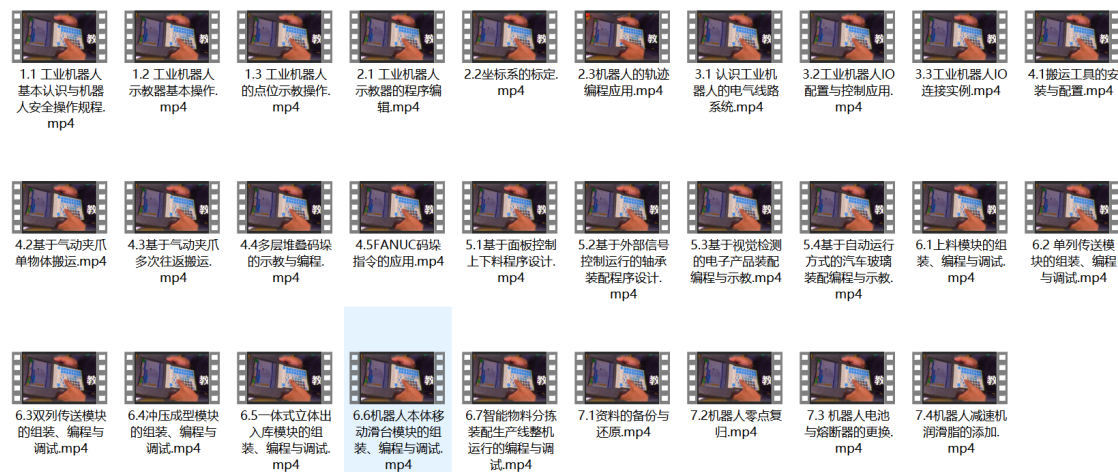 1.1 工业机器人
基本认识与机器
人安全操作规程.
mp4
1.2 工业机器人
示教器基本操作.
mp4
1.3 工业机器人
的点位示教操作.
mp4
2.1 工业机器人
示教器的程序编
辑.mp4
2.2坐标系的标定.
mp4
2.3机器人的轨迹
编程应用.mp4
3.1 认识工业机
器人的电气线路
系统.mp4
3.2工业机器人IO
配置与控制应用.
mp4
3.3工业机器人IO
连接实例.mp4
4.1搬运工具的安
装与配置.mp4
4.2基于气动夹爪
单物体搬运.mp4
4.3基于气动夹爪
多次往返搬运.
mp4
4.4多层堆叠码垛
的示教与编程.
mp4
4.5FANUC码垛
指令的应用.mp4
5.1基于面板控制
上下料程序设计.
mp4
5.2基于外部信号
控制运行的轴承
装配程序设计.
mp4
5.3基于视觉检测
的电子产品装配
编程与示教.mp4
5.4基于自动运行
方式的汽车玻璃
装配编程与示教.
mp4
6.1上料模块的组
装、编程与调试.
mp4
6.2 单列传送模
块的组装、编程
与调试.mp4
6.3双列传送模块
的组装、编程与
调试.mp4
6.4冲压成型模块
的组装、编程与
调试.mp4
6.5一体式立体出
入库模块的组
装、编程与调试.
mp4
6.6机器人本体移
动滑台模块的组
装、编程与调试.
mp4
6.7智能物料分拣
装配生产线整机
运行的编程与调
试.mp4
7.1资料的备份与
还原.mp4
7.2机器人零点复
归.mp4
7.3 机器人电池
与熔断器的更换.
mp4
7.4机器人减速机
润滑脂的添加.
mp4